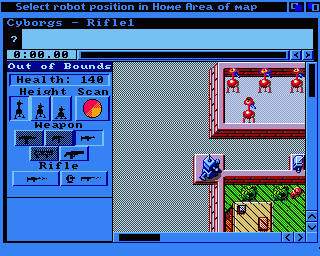 Select robot position in Home Area of map
Cyborgs - Rifle1
?
0:00.00
Out of Bounds
Health: 140
Height Scan
Weapon
Rifle